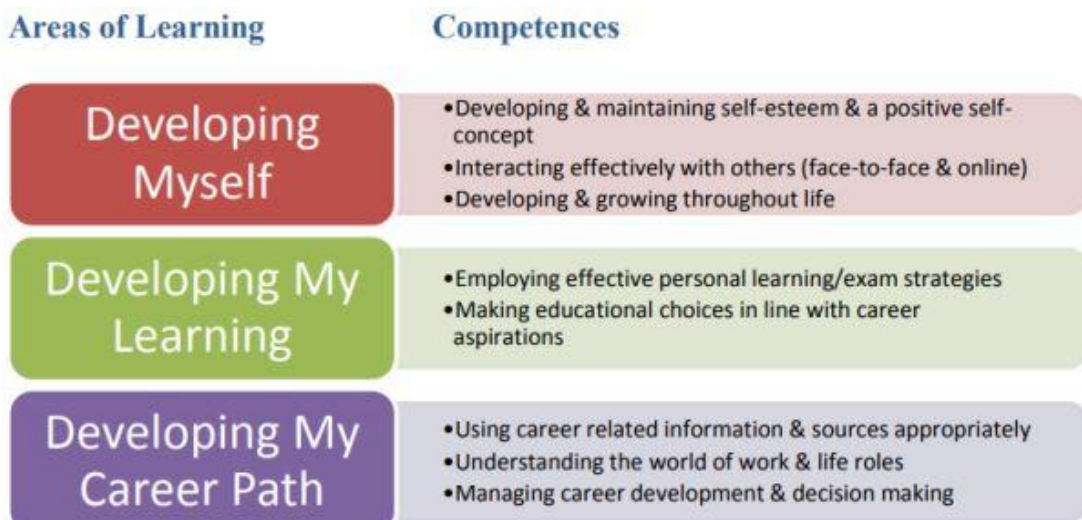 Areas of Learning
Competences
Developing
Myself
•Developing & maintaining self-esteem & a positive self-
concept
•Interacting effectively with others (face-to-face & online)
•Developing & growing throughout life
Developing My
Learning
•Employing effective personal learning/exam strategies
•Making educational choices in line with career
aspirations
Developing My
Career Path
•Using career related information & sources appropriately
•Understanding the world of work & life roles
•Managing career development & decision making